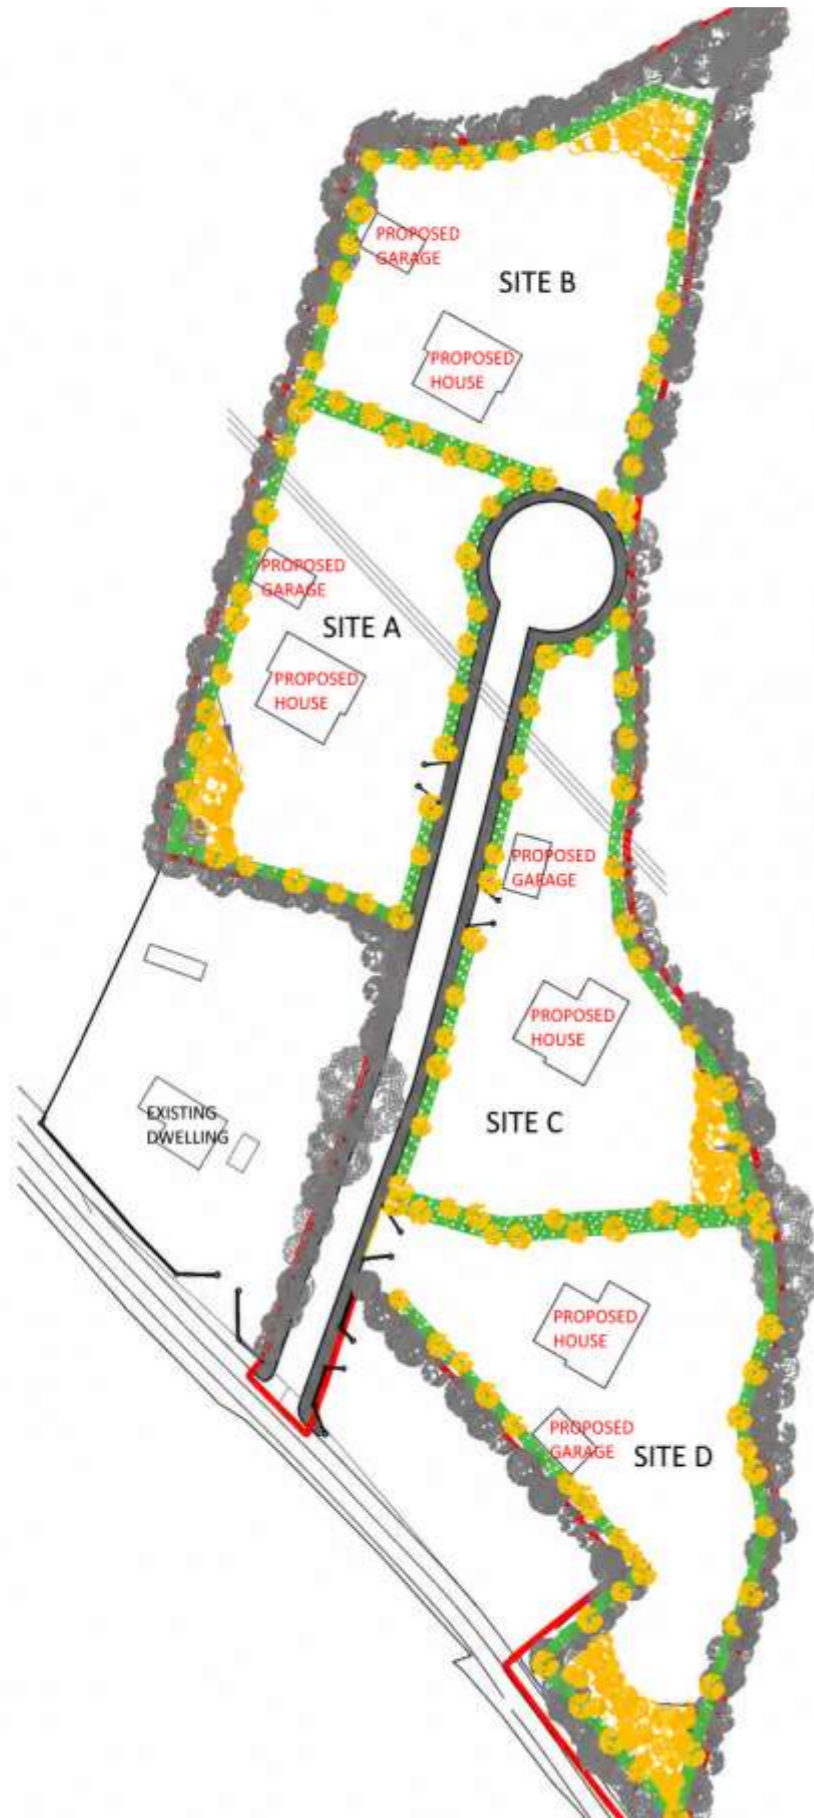 PROPOSED
GARAGE
SITE B
PROPOSED
HOUSE
PROPOSED
GARAGE
SITE A
PROPOSED
HOUSE
PROPOSED
GARAGE
PROPOSED
HOUSE
EXISTING
DWELLING
SITE C
PROPOSED
HOUSE
PROPOSED
GARAGE
SITE D